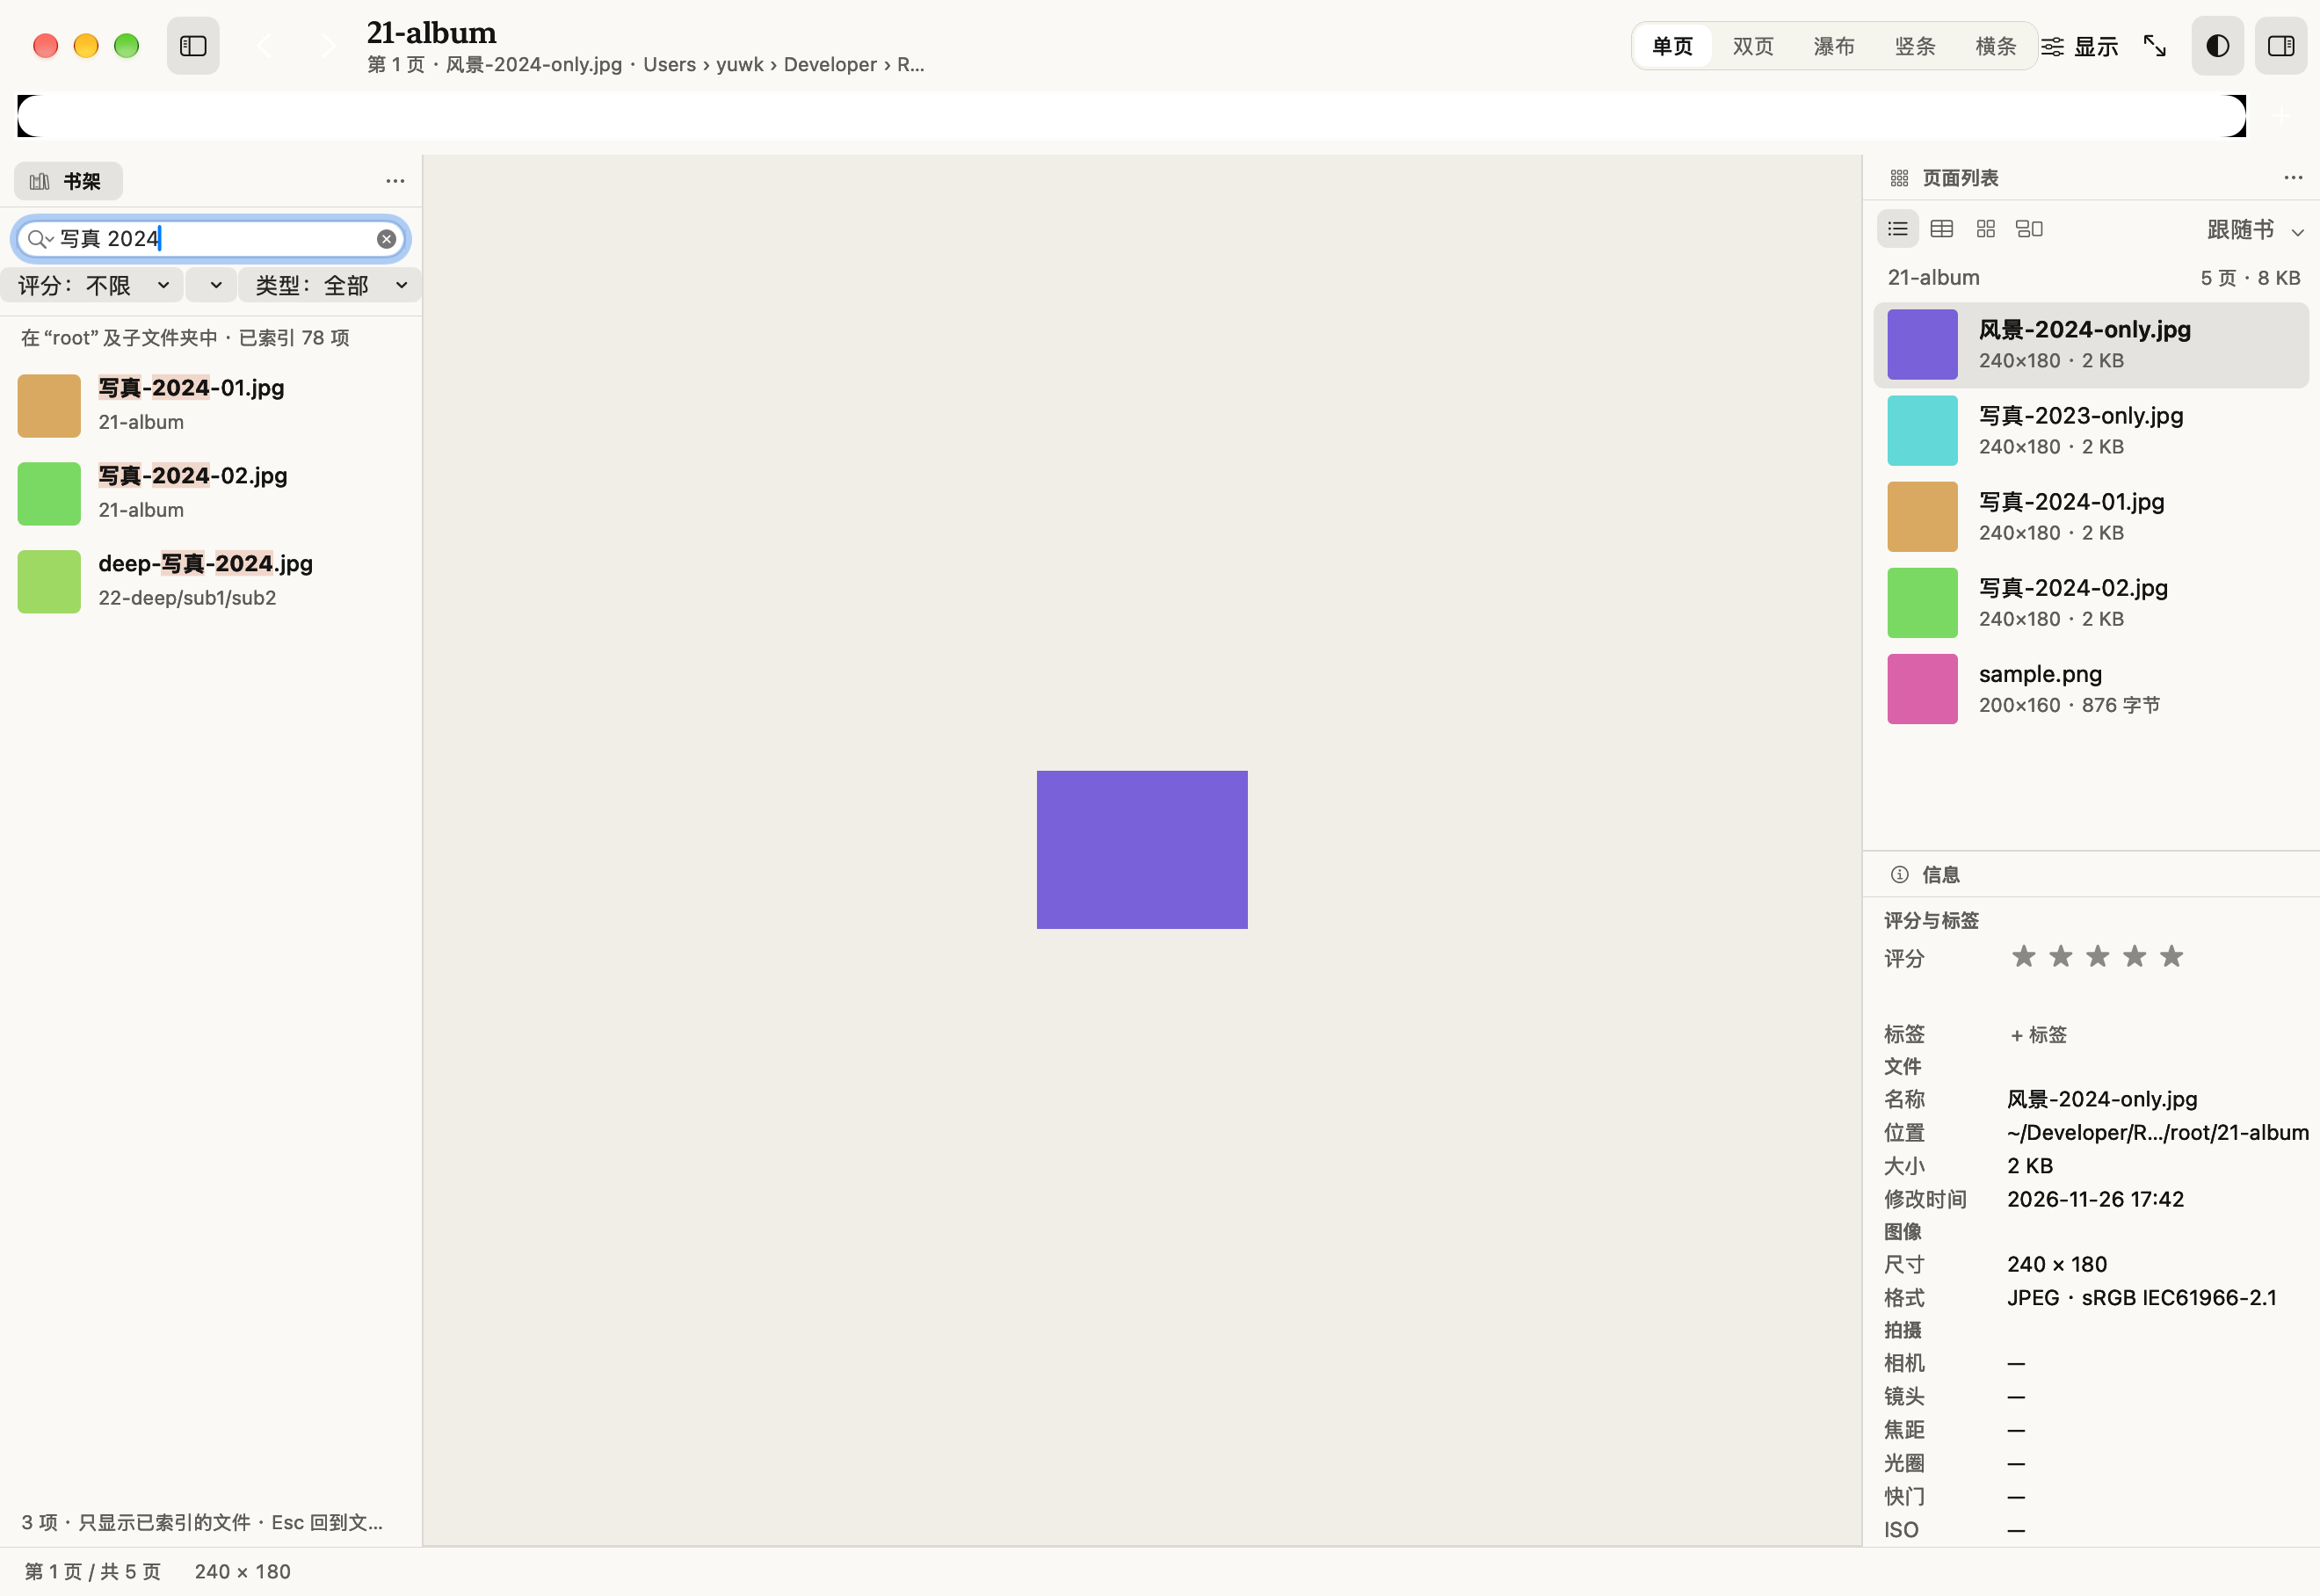 21-album
第 1 页 · 风景-2024-only.jpg · Users › yuwk › Developer › R...
单页 双页 瀑布 竖条 横条 显示
书架
写真 2024
评分：不限 类型：全部
在“root”及子文件夹中 · 已索引 78 项
写真-2024-01.jpg
21-album
写真-2024-02.jpg
21-album
deep-写真-2024.jpg
22-deep/sub1/sub2
3 项 · 只显示已索引的文件 · Esc 回到文...
页面列表
跟随书
21-album 5 页 · 8 KB
风景-2024-only.jpg
240×180 · 2 KB
写真-2023-only.jpg
240×180 · 2 KB
写真-2024-01.jpg
240×180 · 2 KB
写真-2024-02.jpg
240×180 · 2 KB
sample.png
200×160 · 876 字节
信息
评分与标签
评分 ★ ★ ★ ★ ★
标签 + 标签
文件
名称 风景-2024-only.jpg
位置 ~/Developer/R.../root/21-album
大小 2 KB
修改时间 2026-11-26 17:42
图像
尺寸 240 × 180
格式 JPEG · sRGB IEC61966-2.1
拍摄
相机 —
镜头 —
焦距 —
光圈 —
快门 —
ISO —
第 1 页 / 共 5 页 240 × 180